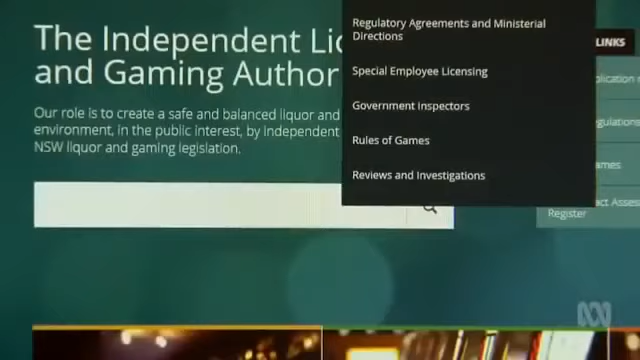 The Independent
and Gaming
Our role is to create a safe and balanced liquor and
environment, in the public interest, by independent
NSW liquor and gaming legislation.
Regulatory Agreements and Ministerial
Directions
Special Employee Licensing
Government Inspectors
Rules of Games
Reviews and Investigations
LINKS
Register